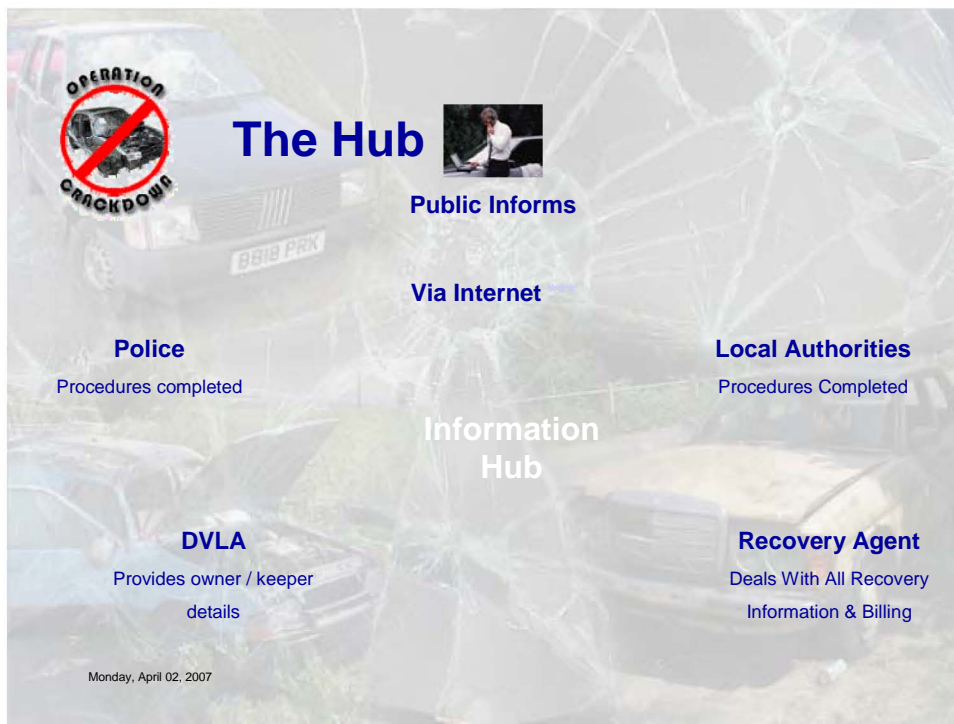 OPERATION
CRACKDOWN
The Hub
Public Informs
Via Internet
Police
Procedures completed
Local Authorities
Procedures Completed
Information
Hub
DVLA
Provides owner / keeper
details
Recovery Agent
Deals With All Recovery
Information & Billing
Monday, April 02, 2007